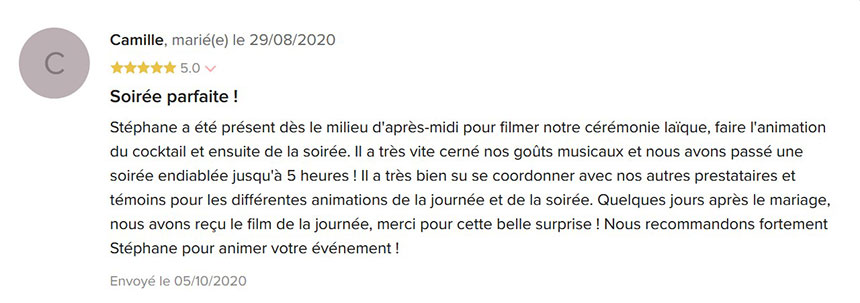 C
Camille, marié(e) le 29/08/2020
5.0
Soirée parfaite !
Stéphane a été présent dès le milieu d'après-midi pour filmer notre cérémonie laïque, faire l'animation
du cocktail et ensuite de la soirée. Il a très vite cerné nos goûts musicaux et nous avons passé une
soirée endiablée jusqu'à 5 heures ! Il a très bien su se coordonner avec nos autres prestataires et
témoins pour les différentes animations de la journée et de la soirée. Quelques jours après le mariage,
nous avons reçu le film de la journée, merci pour cette belle surprise ! Nous recommandons fortement
Stéphane pour animer votre événement !
Envoyé le 05/10/2020